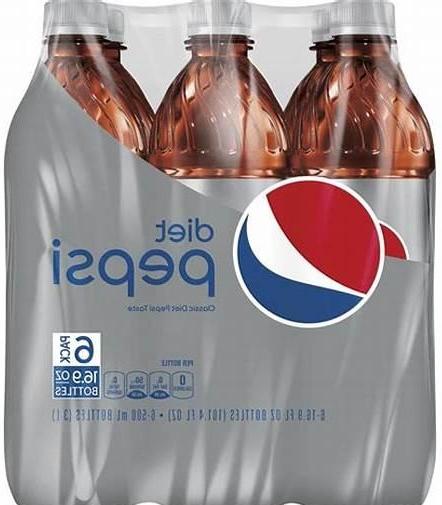 diet
pepsi
Classic Diet Pepsi Taste
6
PACK
16.9 OZ
BOTTLES
PER BOTTLE
0
CALORIES
6-16.9 FL OZ BOTTLES (101.4 FL OZ) • 6-500 mL BOTTLES (3 L)